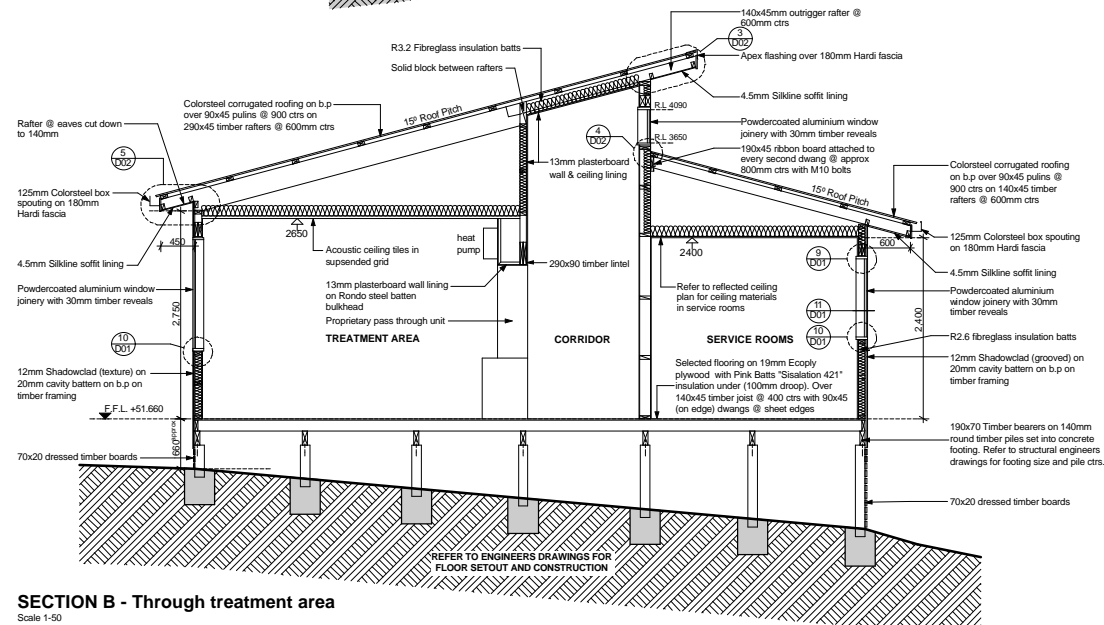 140x45mm outrigger rafter @
600mm ctrs
3
D02
R3.2 Fibreglass insulation batts
Apex flashing over 180mm Hardi fascia
Solid block between rafters
4.5mm Silkline soffit lining
Colorsteel corrugated roofing on b.p
over 90x45 pulins @ 900 ctrs on
290x45 timber rafters @ 600mm ctrs
15º Roof Pitch
R.L 4090
Rafter @ eaves cut down
to 140mm
Powdercoated aluminium window
joinery with 30mm timber reveals
4
D02
R.L 3650
5
D02
190x45 ribbon board attached to
every second dwang @ approx
800mm ctrs with M10 bolts
13mm plasterboard
wall & ceiling lining
Colorsteel corrugated roofing
on b.p over 90x45 pulins @
900 ctrs on 140x45 timber
rafters @ 600mm ctrs
15º Roof Pitch
125mm Colorsteel box
spouting on 180mm
Hardi fascia
450
2650
heat
pump
2400
600
125mm Colorsteel box spouting
on 180mm Hardi fascia
Acoustic ceiling tiles in
supsended grid
9
D01
4.5mm Silkline soffit lining
290x90 timber lintel
4.5mm Silkline soffit lining
13mm plasterboard wall lining
on Rondo steel batten
bulkhead
Refer to reflected ceiling
plan for ceiling materials
in service rooms
Powdercoated aluminium window
joinery with 30mm timber reveals
Powdercoated aluminium
window joinery with 30mm
timber reveals
2,750
11
D01
2,400
Proprietary pass through unit
TREATMENT AREA
CORRIDOR
SERVICE ROOMS
10
D01
10
D01
R2.6 fibreglass insulation batts
12mm Shadowclad (texture) on
20mm cavity battern on b.p on
timber framing
Selected flooring on 19mm Ecoply
plywood with Pink Batts "Sisalation 421"
insulation under (100mm droop). Over
140x45 timber joist @ 400 ctrs with 90x45
(on edge) dwangs @ sheet edges
12mm Shadowclad (grooved) on
20mm cavity battern on b.p on
timber framing
F.F.L. +51.660
660 approx
190x70 Timber bearers on 140mm
round timber piles set into concrete
footing. Refer to structural engineers
drawings for footing size and pile ctrs.
70x20 dressed timber boards
70x20 dressed timber boards
REFER TO ENGINEERS DRAWINGS FOR
FLOOR SETOUT AND CONSTRUCTION
SECTION B - Through treatment area
Scale 1-50